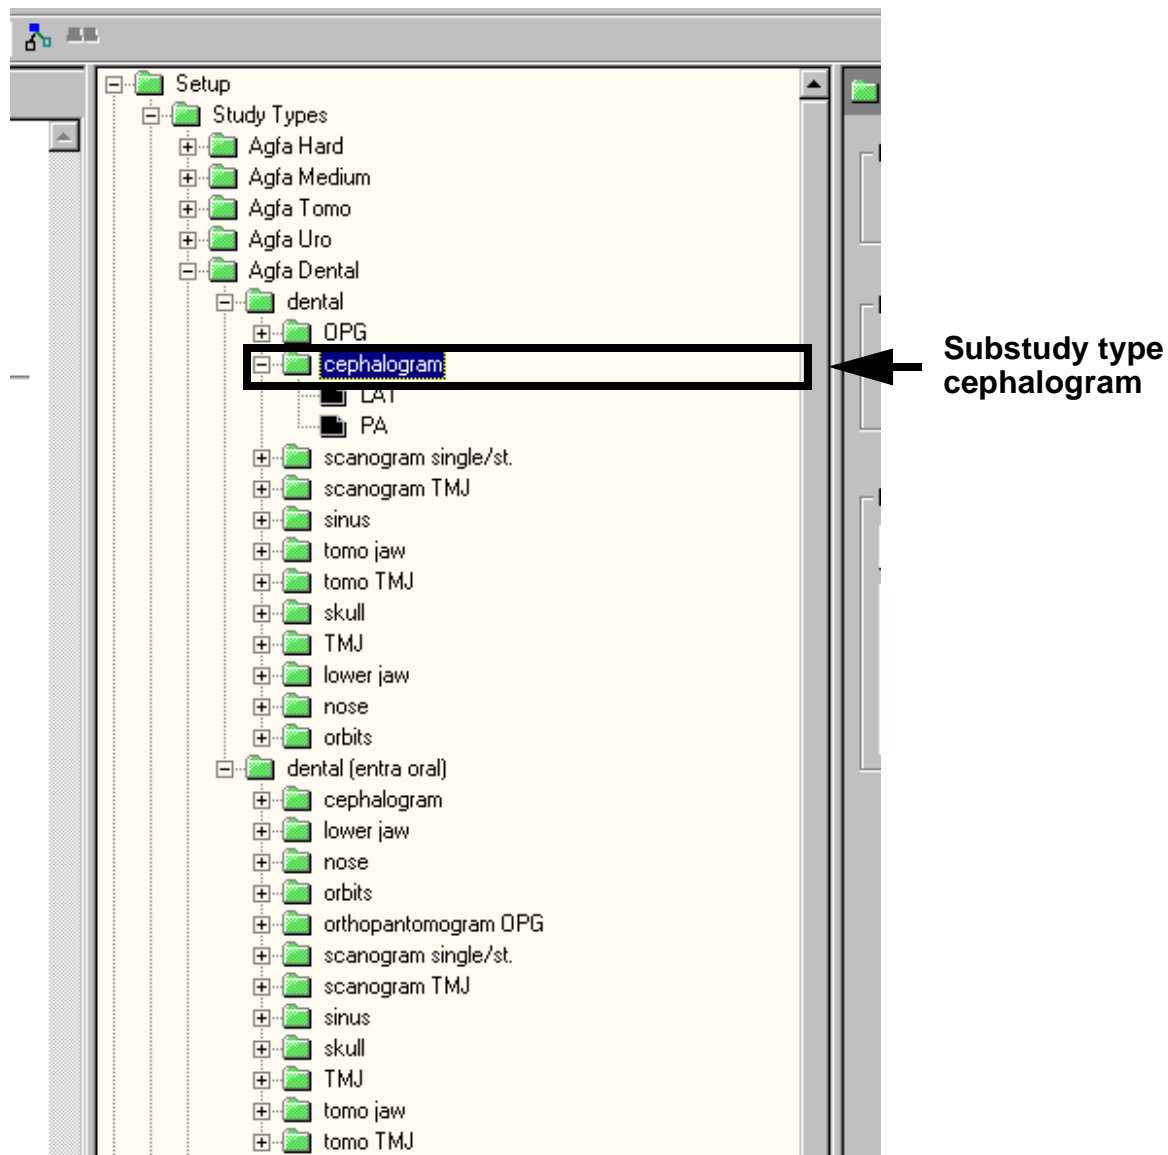 Setup
Study Types
Agfa Hard
Agfa Medium
Agfa Tomo
Agfa Uro
Agfa Dental
dental
OPG
cephalogram
LAT
PA
scanogram single/st.
scanogram TMJ
sinus
tomo jaw
tomo TMJ
skull
TMJ
lower jaw
nose
orbits
dental (entra oral)
cephalogram
lower jaw
nose
orbits
orthopantomogram OPG
scanogram single/st.
scanogram TMJ
sinus
skull
TMJ
tomo jaw
tomo TMJ
Substudy type
cephalogram